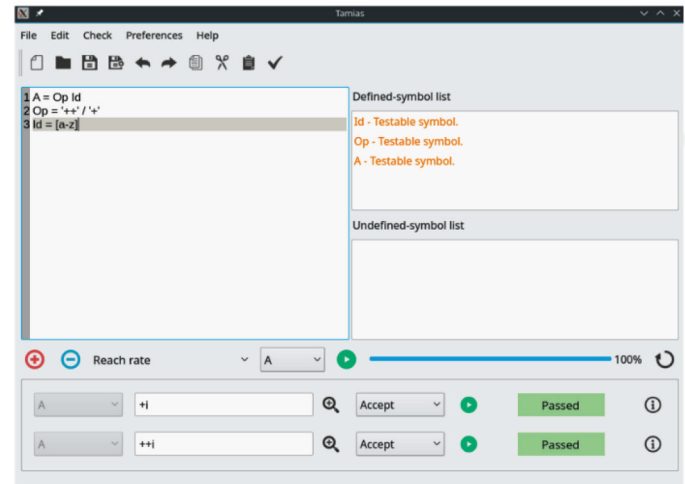 Tamias
File Edit Check Preferences Help
1 A = Op Id
2 Op = '++' / '+'
3 Id = [a-z]
Defined-symbol list
Id - Testable symbol.
Op - Testable symbol.
A - Testable symbol.
Undefined-symbol list
Reach rate A 100%
A +i Accept Passed
A ++i Accept Passed